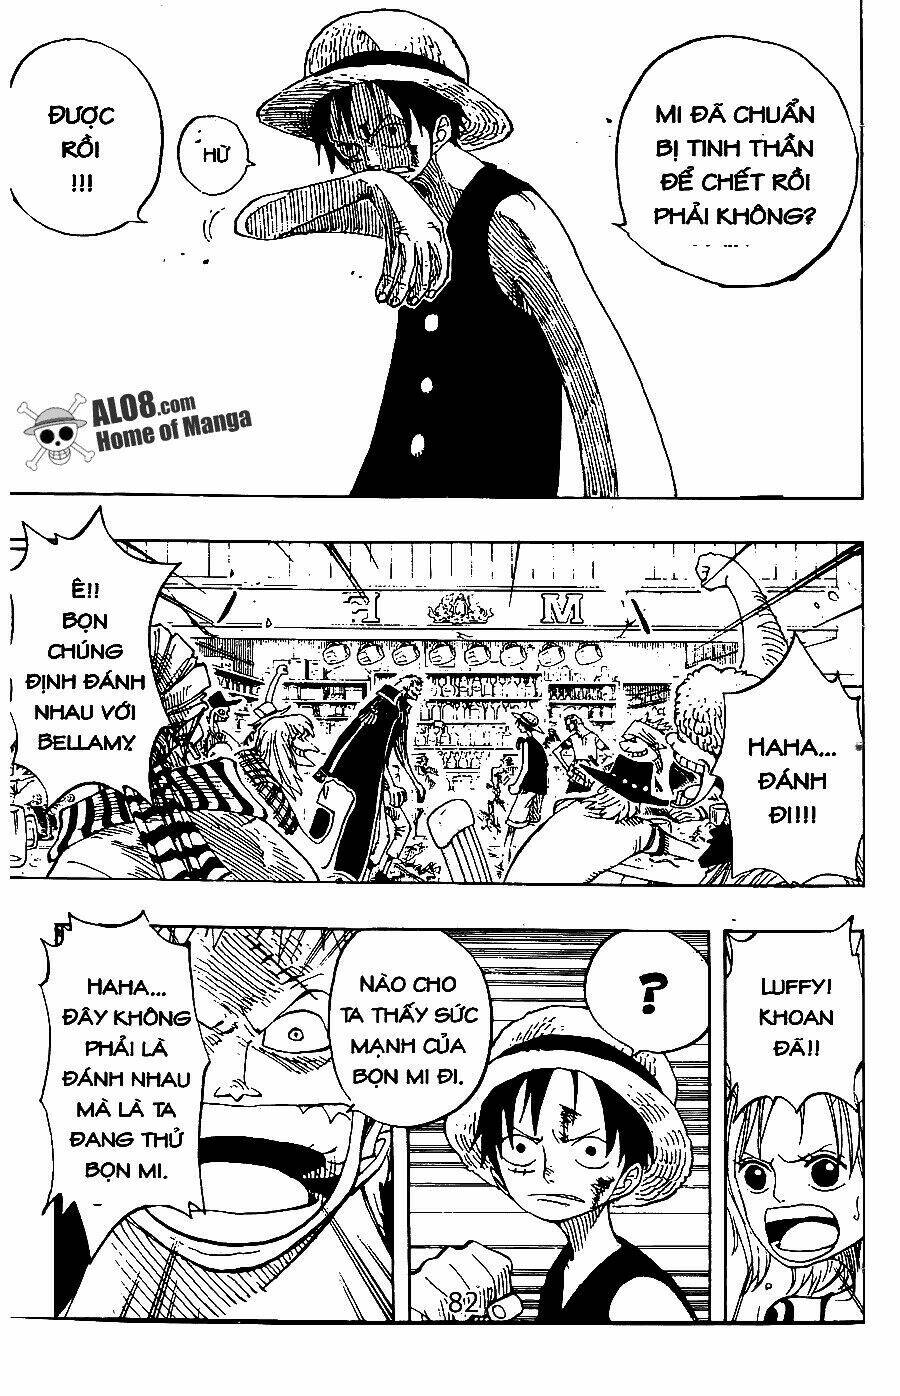 MI ĐÃ CHUẨN
BỊ TINH THẦN
ĐỂ CHẾT RỒI
PHẢI KHÔNG?
.. ...
HỪ
ĐƯỢC
RỒI
!!!
ALO8.com
Home of Manga
HAHA...
ĐÁNH
ĐI!!!
Ê!!
BỌN
CHÚNG
ĐỊNH ĐÁNH
NHAU VỚI
BELLAMY.
M
H
LUFFY!
KHOAN
ĐÃ!!
?
NÀO CHO
TA THẤY SỨC
MẠNH CỦA
BỌN MI ĐI.
HAHA...
ĐÂY KHÔNG
PHẢI LÀ
ĐÁNH NHAU
MÀ LÀ TA
ĐANG THỬ
BỌN MI.
82